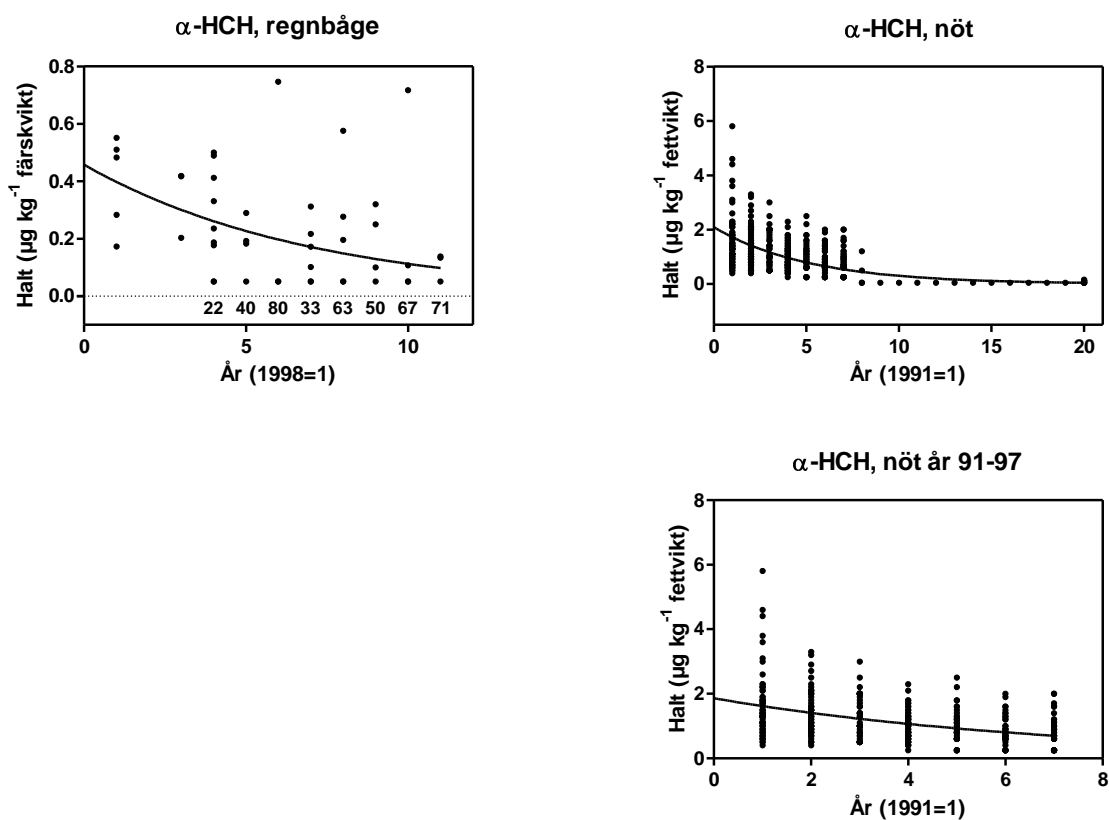 α-HCH, regnbåge
0.8
0.6
0.4
0.2
0.0
Halt (µg kg⁻¹ färskvikt)
22 40 80 33 63 50 67 71
0 5 10
År (1998=1)
α-HCH, nöt
8
6
4
2
0
Halt (µg kg⁻¹ fettvikt)
0 5 10 15 20
År (1991=1)
α-HCH, nöt år 91-97
8
6
4
2
0
Halt (µg kg⁻¹ fettvikt)
0 2 4 6 8
År (1991=1)